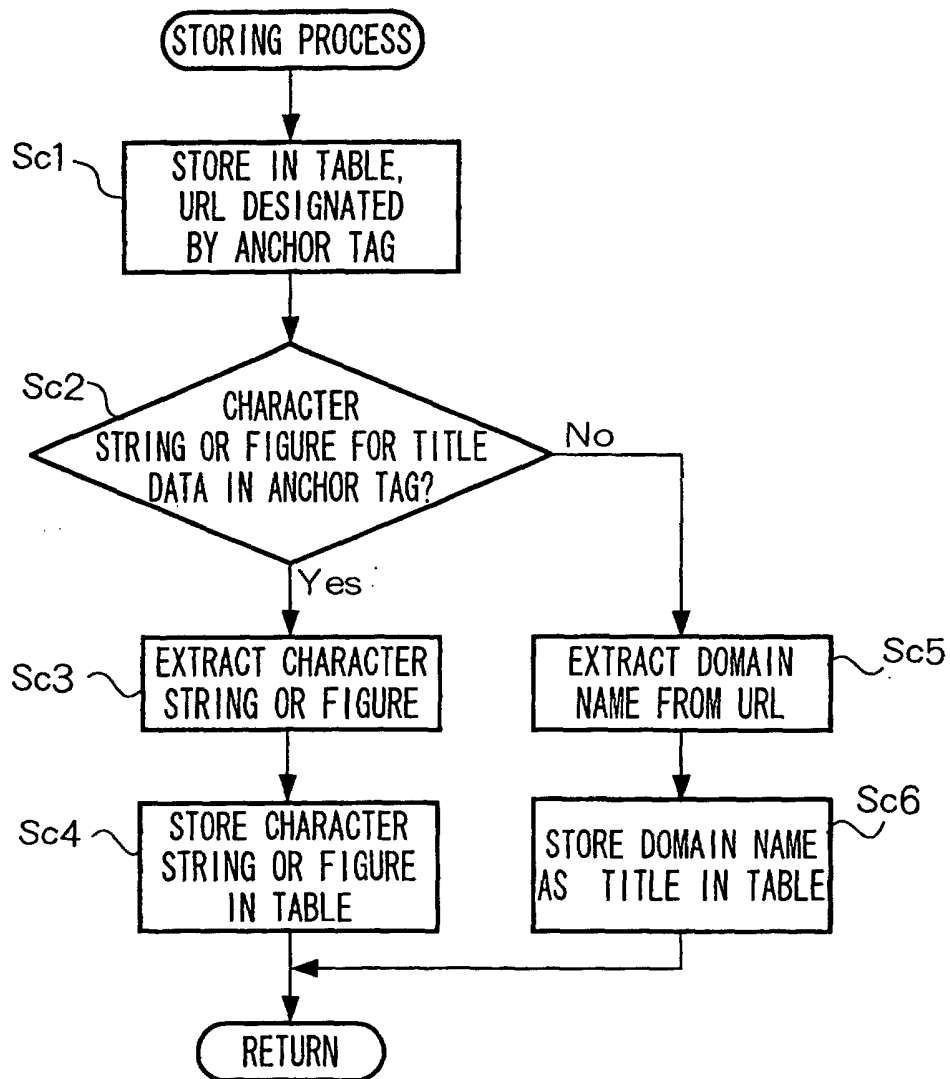 STORING PROCESS
Sc1
STORE IN TABLE,
URL DESIGNATED
BY ANCHOR TAG
Sc2
CHARACTER
STRING OR FIGURE FOR TITLE
DATA IN ANCHOR TAG?
No
Yes
Sc3
EXTRACT CHARACTER
STRING OR FIGURE
Sc5
EXTRACT DOMAIN
NAME FROM URL
Sc4
STORE CHARACTER
STRING OR FIGURE
IN TABLE
Sc6
STORE DOMAIN NAME
AS TITLE IN TABLE
RETURN